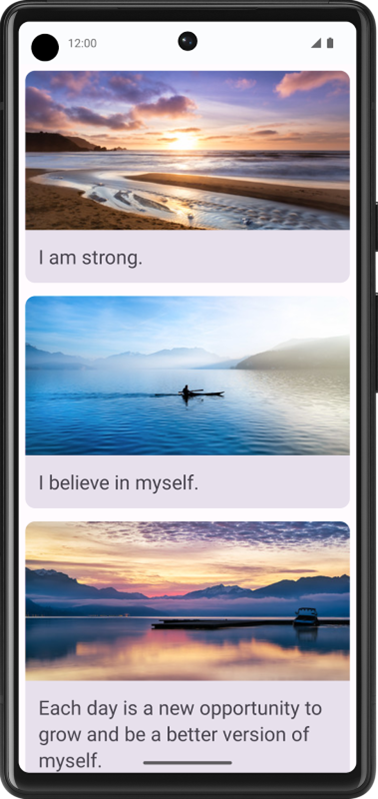 12:00
I am strong.
I believe in myself.
Each day is a new opportunity to
grow and be a better version of
myself.